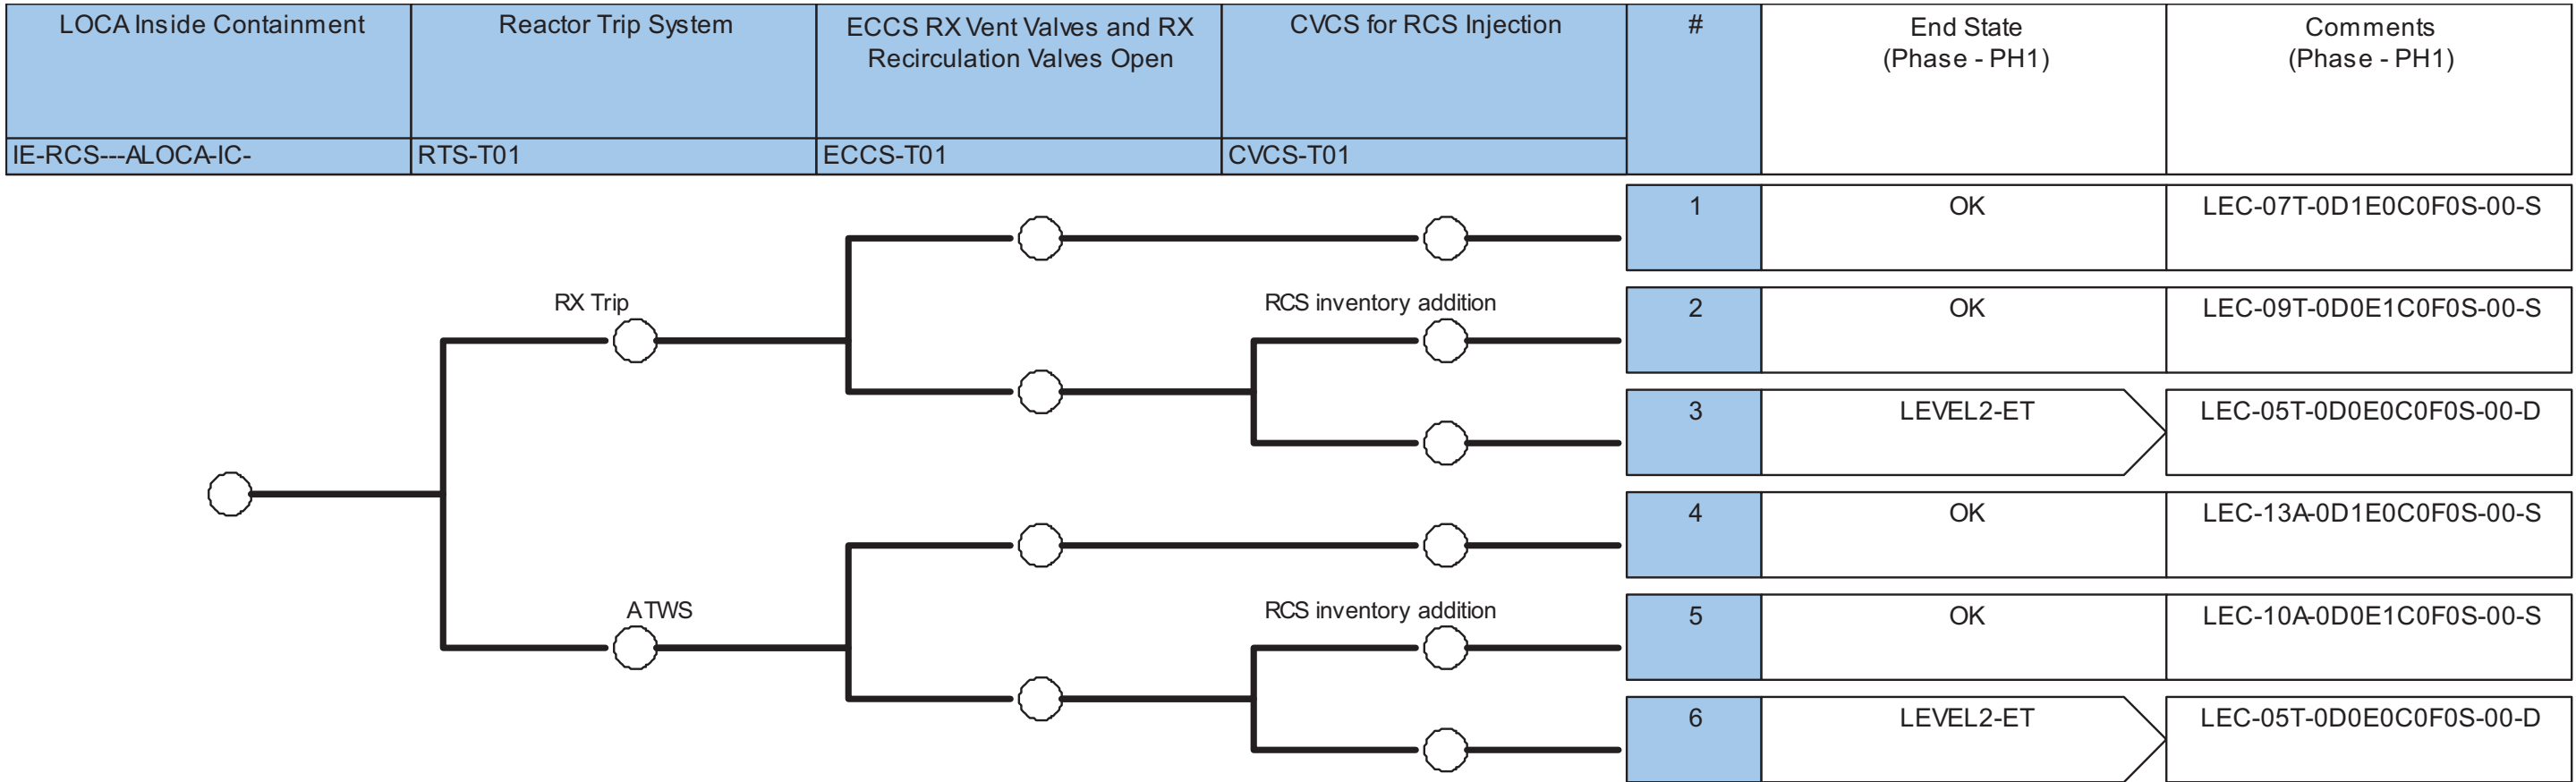 LOCA Inside Containment
Reactor Trip System
ECCS RX Vent Valves and RX
Recirculation Valves Open
CVCS for RCS Injection
#
End State
(Phase - PH1)
Comments
(Phase - PH1)
IE-RCS---ALOCA-IC-
RTS-T01
ECCS-T01
CVCS-T01
1
OK
LEC-07T-0D1E0C0F0S-00-S
RX Trip
RCS inventory addition
2
OK
LEC-09T-0D0E1C0F0S-00-S
3
LEVEL2-ET
LEC-05T-0D0E0C0F0S-00-D
4
OK
LEC-13A-0D1E0C0F0S-00-S
ATWS
RCS inventory addition
5
OK
LEC-10A-0D0E1C0F0S-00-S
6
LEVEL2-ET
LEC-05T-0D0E0C0F0S-00-D